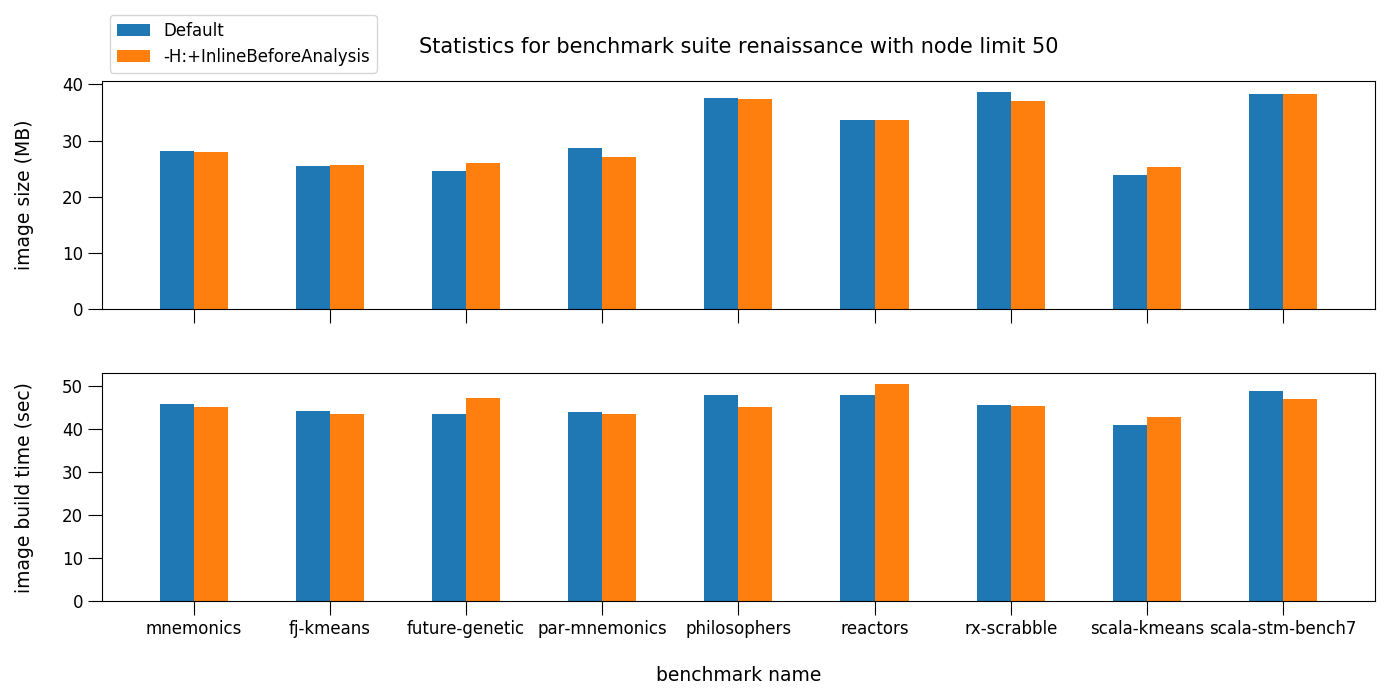 Default
-H:+InlineBeforeAnalysis
Statistics for benchmark suite renaissance with node limit 50
image size (MB)
40
30
20
10
0
image build time (sec)
50
40
30
20
10
0
mnemonics fj-kmeans future-genetic par-mnemonics philosophers reactors rx-scrabble scala-kmeans scala-stm-bench7
benchmark name